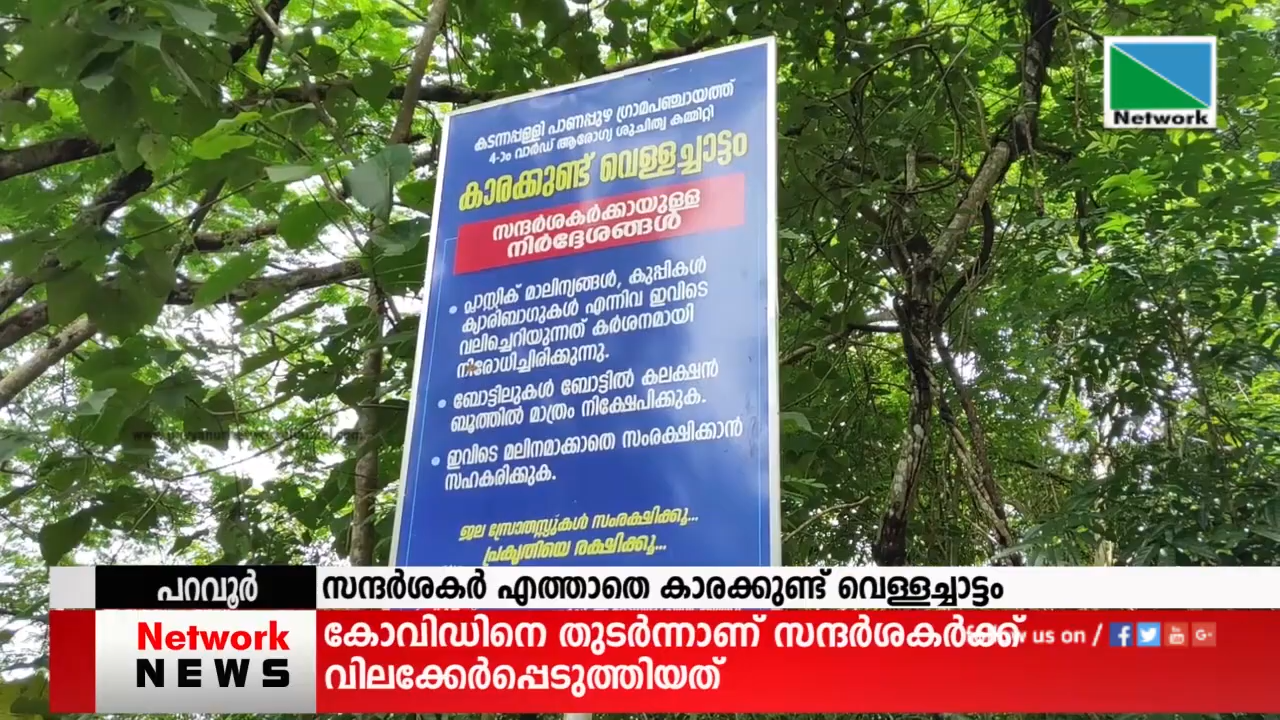 Network
കടന്നപ്പള്ളി പാണപ്പുഴ ഗ്രാമപഞ്ചായത്ത്
4-ാം വാർഡ് ആരോഗ്യ ശുചിത്വ കമ്മിറ്റി
കാരക്കുണ്ട് വെള്ളച്ചാട്ടം
സന്ദർശകർക്കായുള്ള
നിർദ്ദേശങ്ങൾ
• പ്ലാസ്റ്റിക് മാലിന്യങ്ങൾ, കുപ്പികൾ
ക്യാരിബാഗുകൾ എന്നിവ ഇവിടെ
വലിച്ചെറിയുന്നത് കർശനമായി
നിരോധിച്ചിരിക്കുന്നു.
• ബോട്ടിലുകൾ ബോട്ടിൽ കലക്ഷൻ
ബൂത്തിൽ മാത്രം നിക്ഷേപിക്കുക.
• ഇവിടെ മലിനമാക്കാതെ സംരക്ഷിക്കാൻ
സഹകരിക്കുക.
ജല സ്രോതസ്സുകൾ സംരക്ഷിക്കൂ...
പ്രകൃതിയെ രക്ഷിക്കൂ...
പറവൂർ
സന്ദർശകർ എത്താതെ കാരക്കുണ്ട് വെള്ളച്ചാട്ടം
Network
NEWS
കോവിഡിനെ തുടർന്നാണ് സന്ദർശകർക്ക്
വിലക്കേർപ്പെടുത്തിയത്
us on /